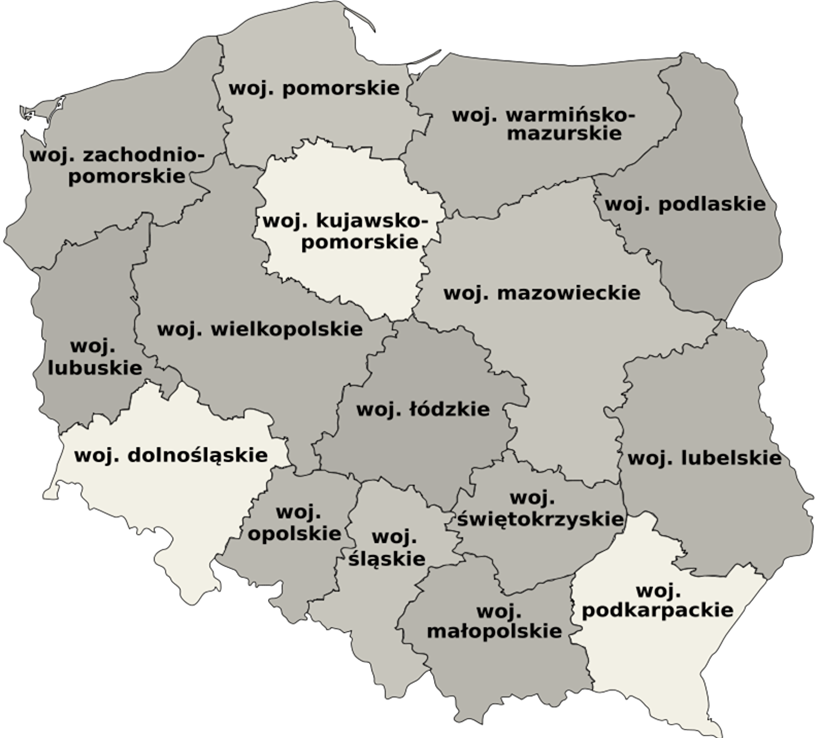 woj. pomorskie
woj. warmińsko-
mazurskie
woj. zachodnio-
pomorskie
woj. podlaskie
woj. kujawsko-
pomorskie
woj. mazowieckie
woj. wielkopolskie
woj.
lubuskie
woj. łódzkie
woj. dolnośląskie
woj. lubelskie
woj.
opolskie
woj.
śląskie
woj.
świętokrzyskie
woj.
małopolskie
woj.
podkarpackie